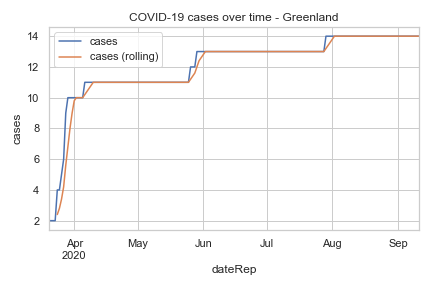 COVID-19 cases over time - Greenland
cases
cases (rolling)
14
12
10
8
6
4
2
cases
Apr
2020
May
Jun
Jul
Aug
Sep
dateRep